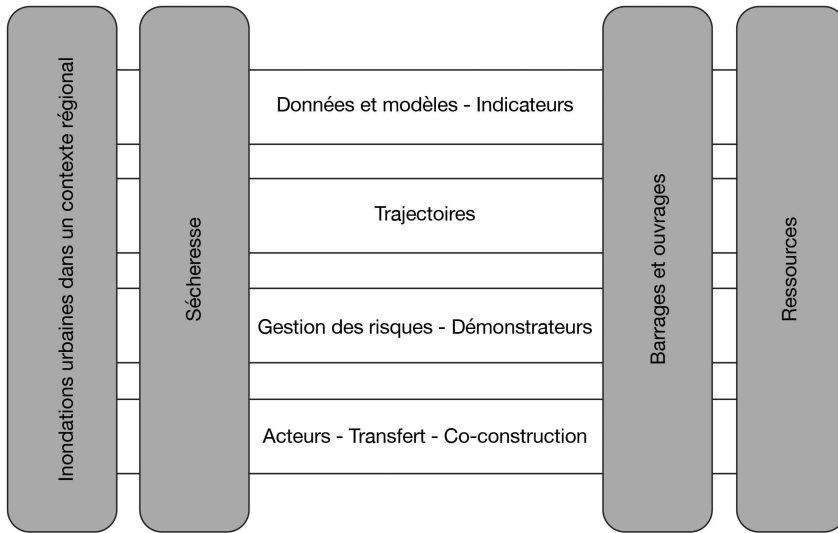 Inondations urbaines dans un contexte régional
Sécheresse
Données et modèles - Indicateurs
Trajectoires
Gestion des risques - Démonstrateurs
Acteurs - Transfert - Co-construction
Barrages et ouvrages
Ressources